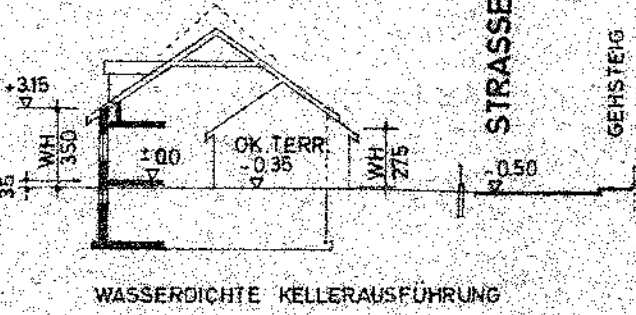 STRASSE
GEHSTEIG
+3.15
WH 350
OK. TERR.
± 0.0
- 0.35
WH 275
- 0.50
35
WASSERDICHTE KELLERAUSFÜHRUNG